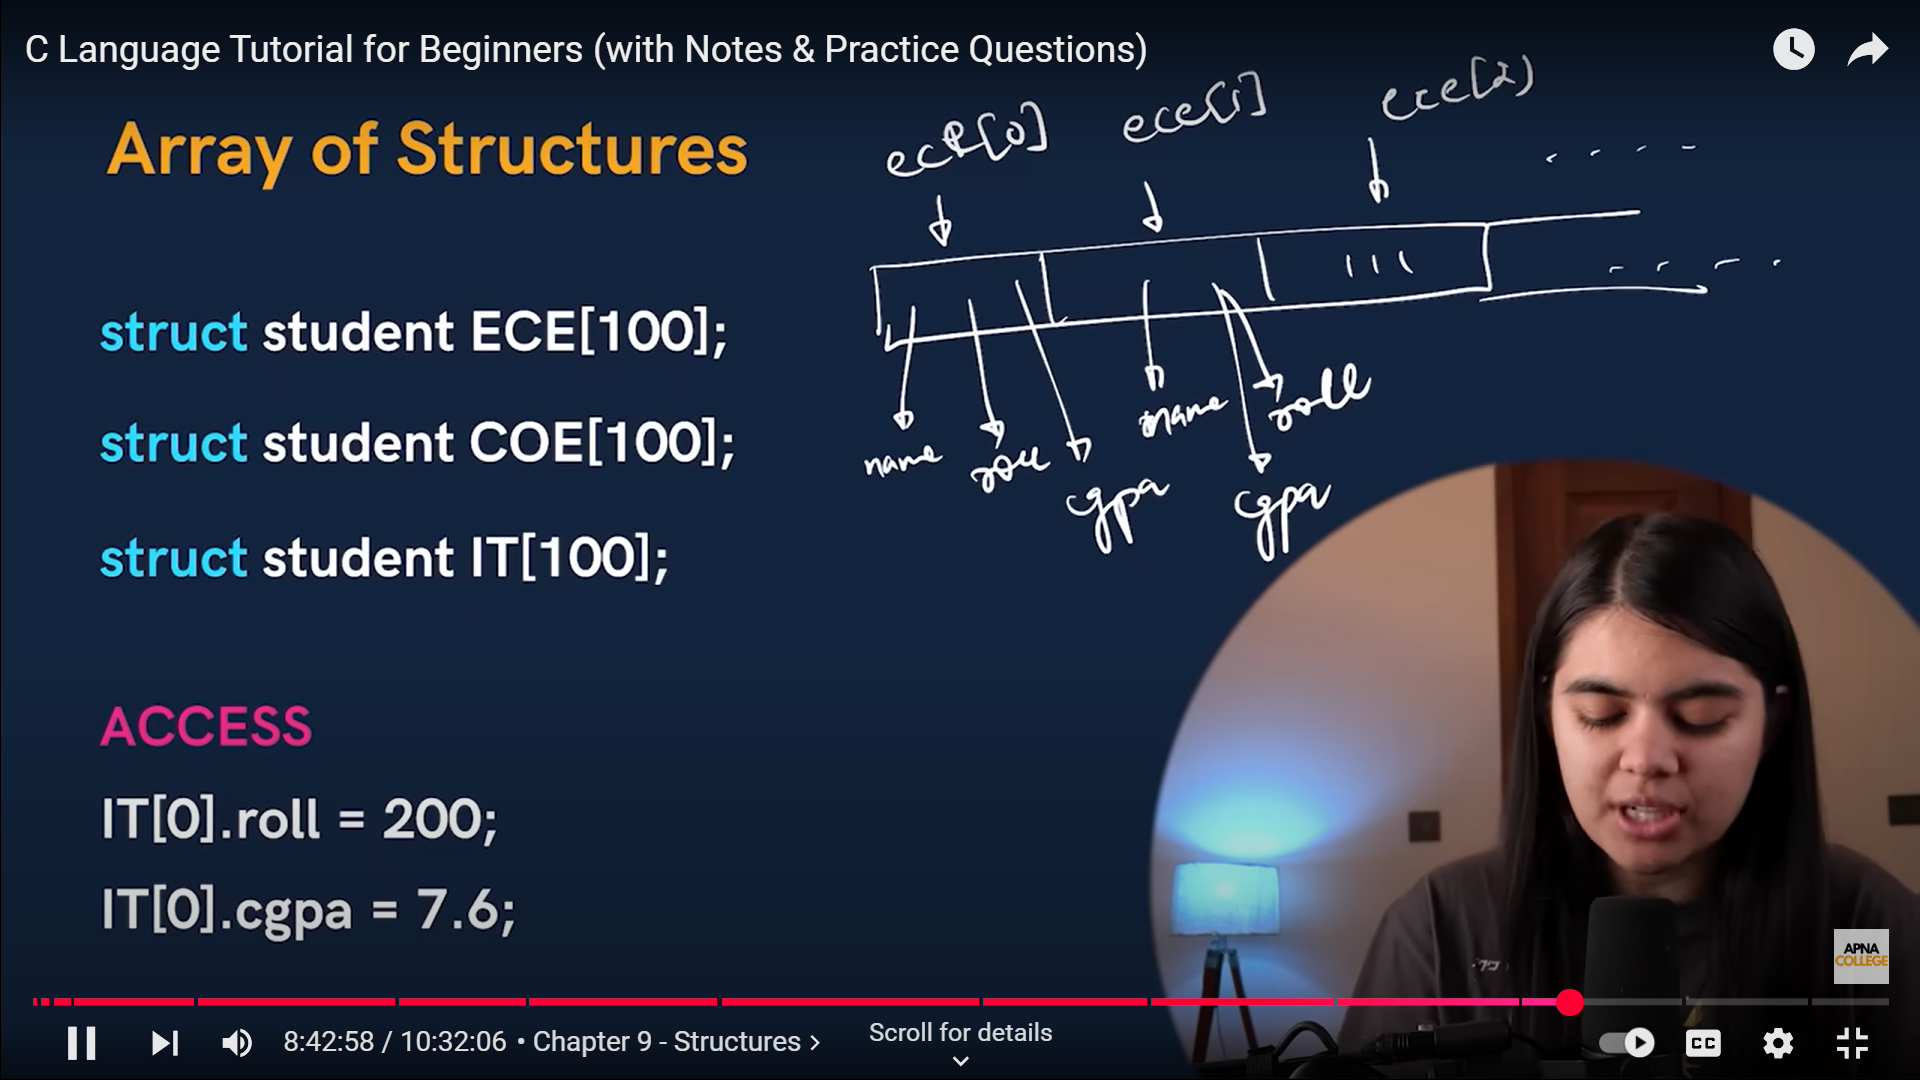 C Language Tutorial for Beginners (with Notes & Practice Questions)
ece[0] ece[1] ece[2]
Array of Structures
struct student ECE[100];
struct student COE[100];
struct student IT[100];
name roll cgpa name roll cgpa
ACCESS
IT[0].roll = 200;
IT[0].cgpa = 7.6;
APNA
COLLEGE
8:42:58 / 10:32:06 • Chapter 9 - Structures >
Scroll for details
CC